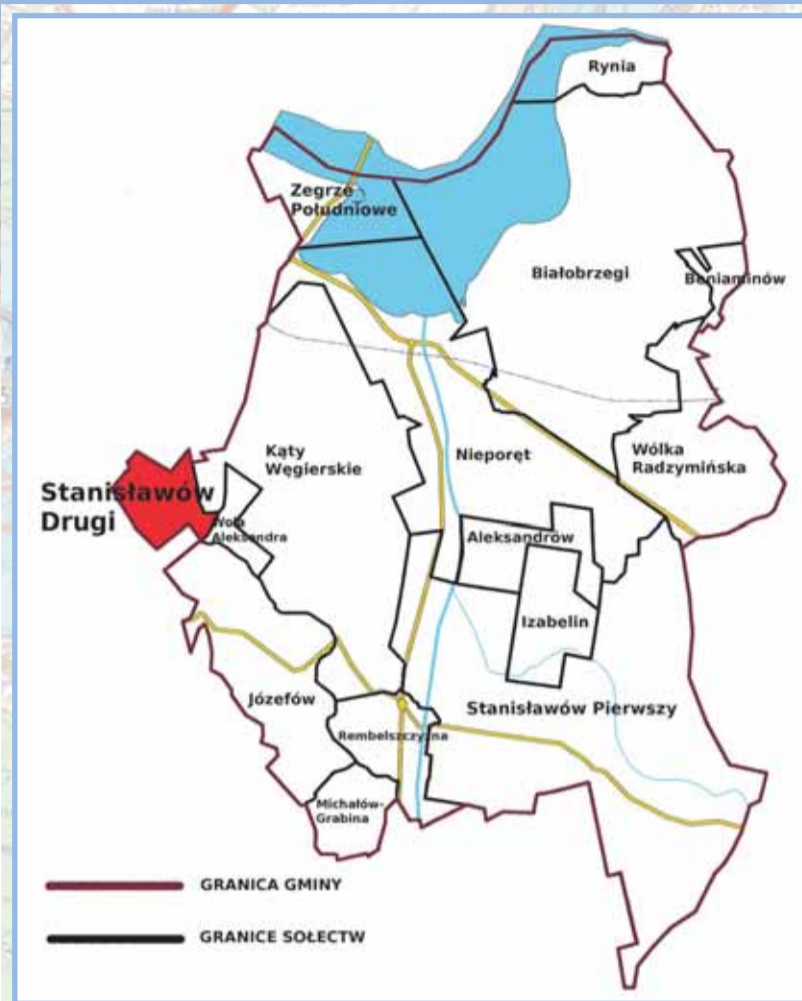 Rynia
Zegrze
Południowe
Białobrzegi
Beniaminów
Kąty
Węgierskie
Nieporęt
Wólka
Radzymińska
Stanisławów
Drugi
Wola
Aleksandra
Aleksandrów
Izabelin
Józefów
Stanisławów Pierwszy
Rembelszczyzna
Michałów-
Grabina
GRANICA GMINY
GRANICE SOŁECTW